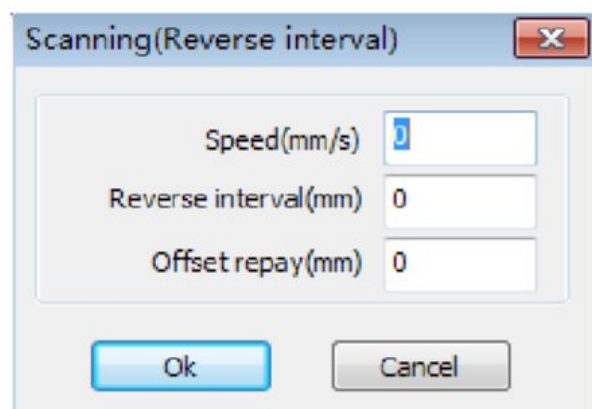 Scanning(Reverse interval)
Speed(mm/s) 0
Reverse interval(mm) 0
Offset repay(mm) 0
Ok Cancel